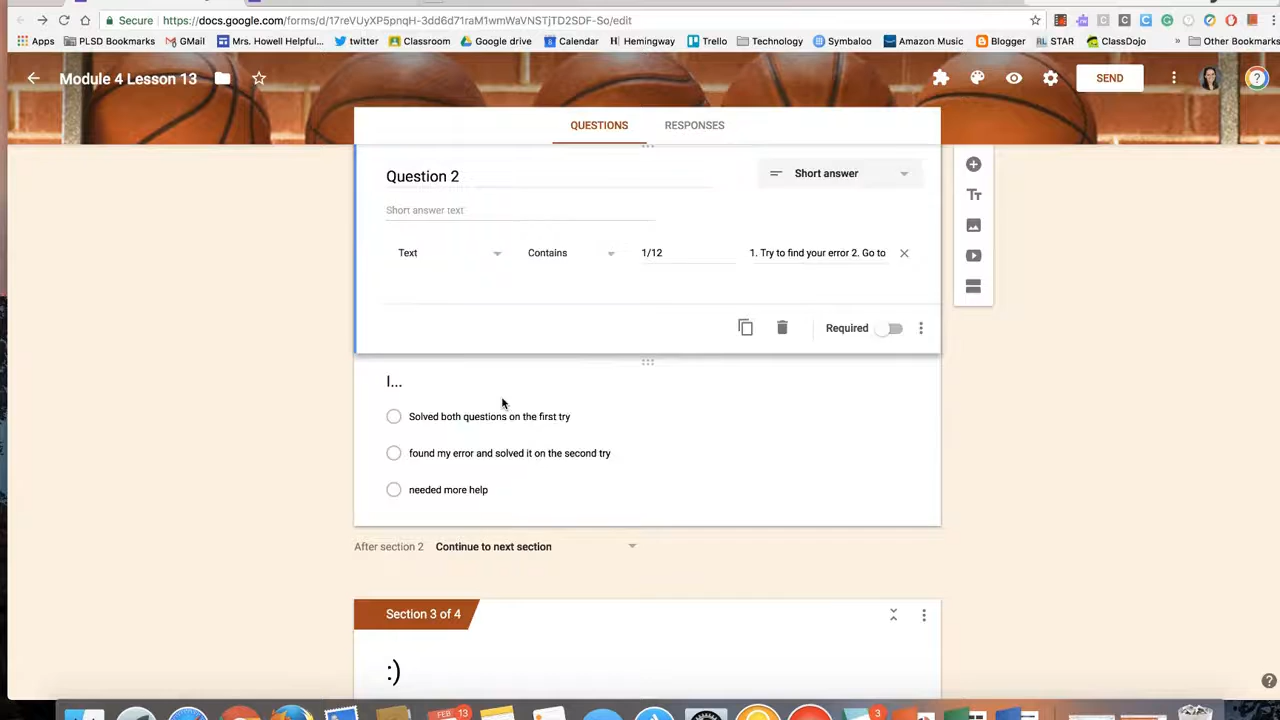 Secure https://docs.google.com/forms/d/17reVUyXP5pnqH-3dd6d71raM1wmWaVNSTjTD2SDF-So/edit
Apps PLSD Bookmarks GMail Mrs. Howell Helpful... twitter Classroom Google drive Calendar H Hemingway Trello Technology Symbaloo Amazon Music Blogger RL STAR ClassDojo » Other Bookmarks
Module 4 Lesson 13 SEND
QUESTIONS RESPONSES
Question 2 Short answer
Short answer text
Text Contains 1/12 1. Try to find your error 2. Go to
Required
I...
Solved both questions on the first try
found my error and solved it on the second try
needed more help
After section 2 Continue to next section
Section 3 of 4
:)
FEB 13 3